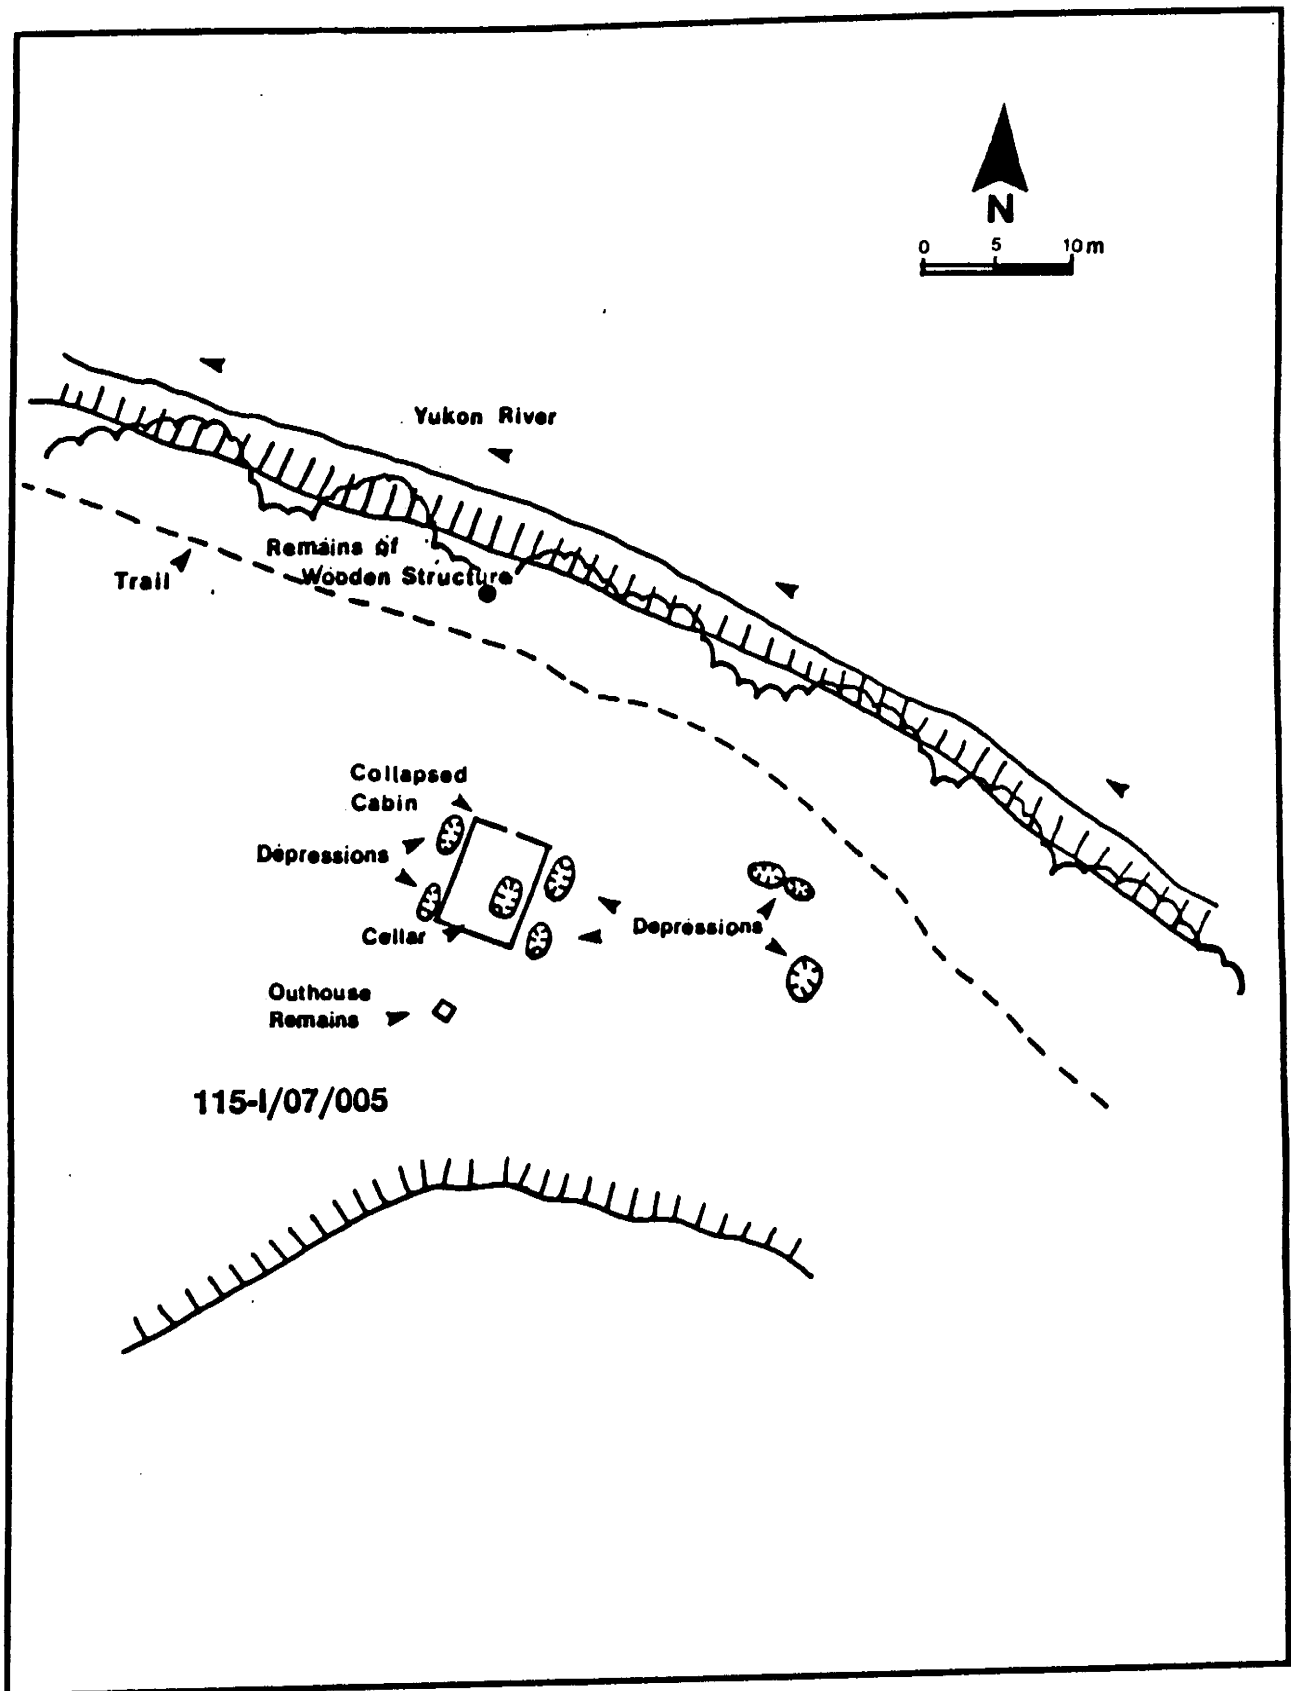 N
0 5 10 m
Yukon River
Remains of
Wooden Structure
Trail
Collapsed
Cabin
Depressions
Cellar
Depressions
Outhouse
Remains
115-I/07/005